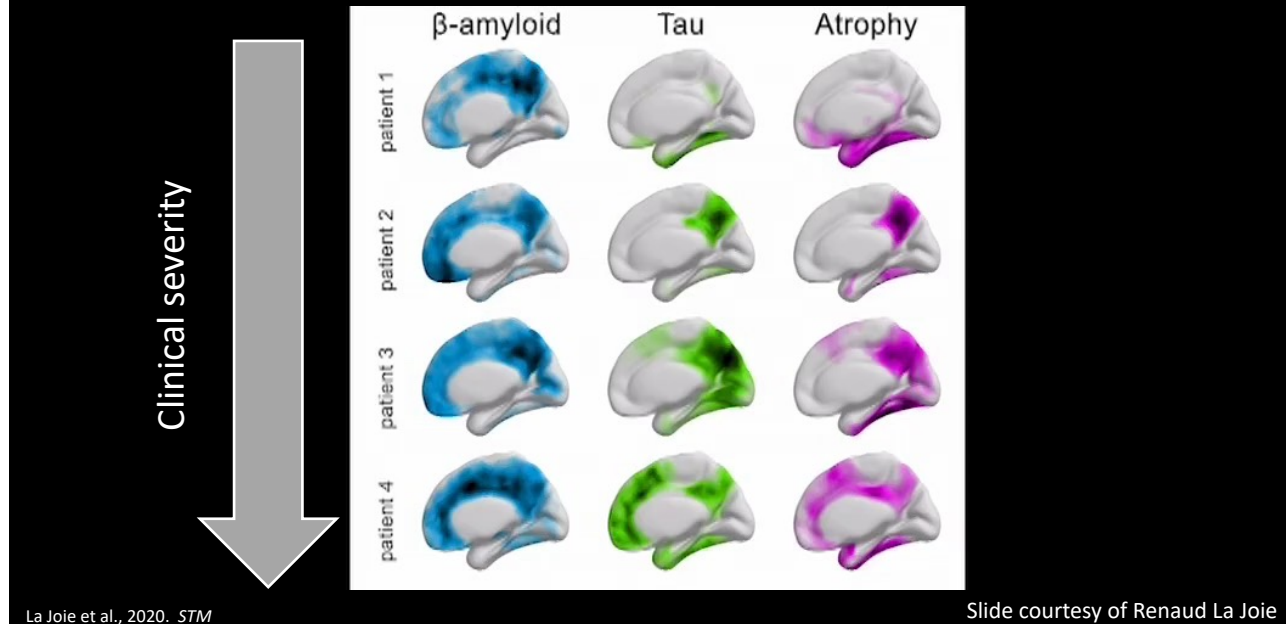 β-amyloid Tau Atrophy
Clinical severity
patient 1
patient 2
patient 3
patient 4
La Joie et al., 2020. STM
Slide courtesy of Renaud La Joie